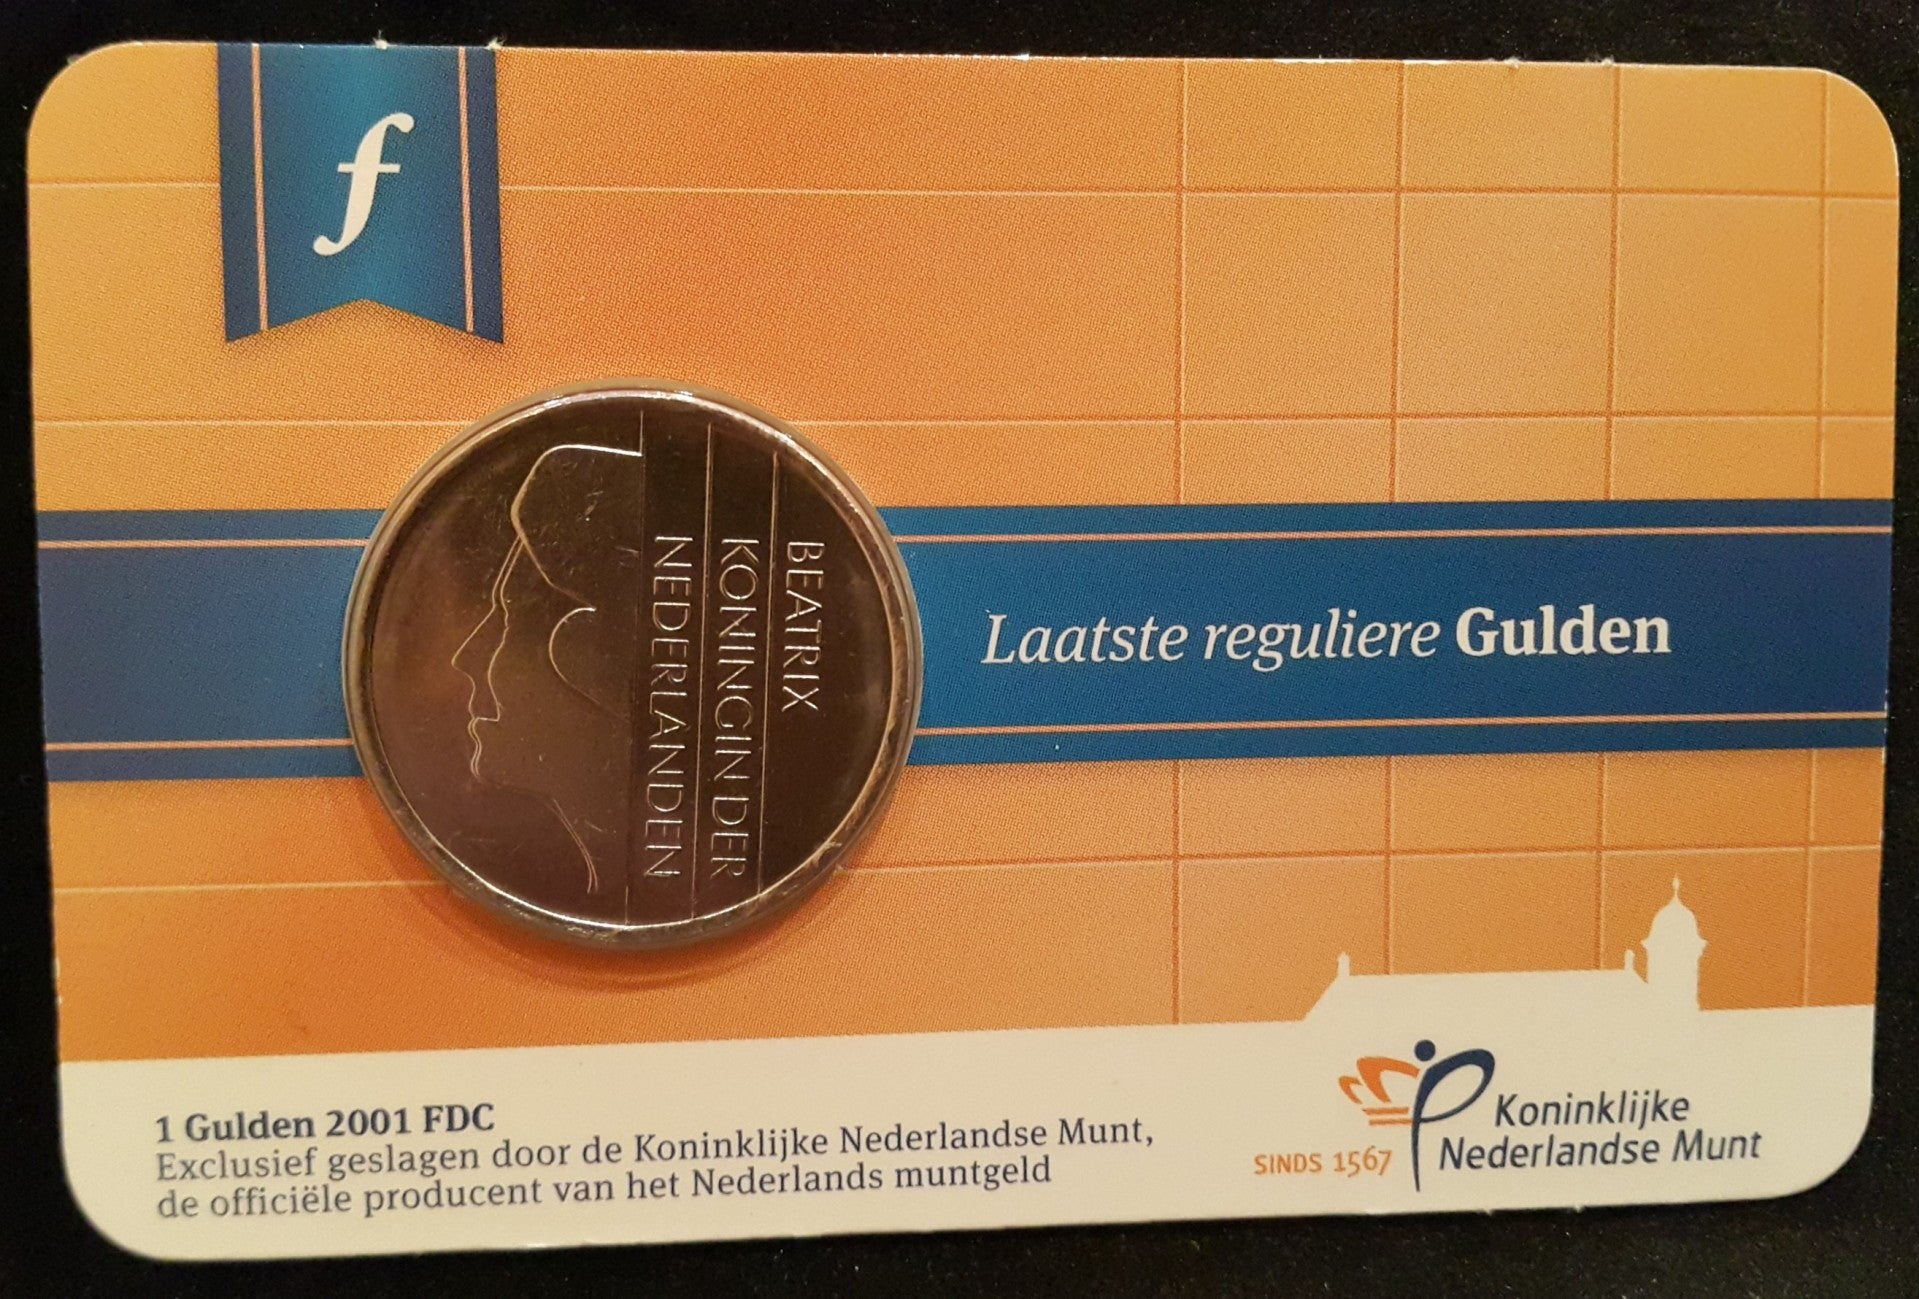 ƒ
BEATRIX
KONINGIN DER
NEDERLANDEN
Laatste reguliere Gulden
1 Gulden 2001 FDC
Exclusief geslagen door de Koninklijke Nederlandse Munt,
de officiële producent van het Nederlands muntgeld
SINDS 1567
Koninklijke
Nederlandse Munt